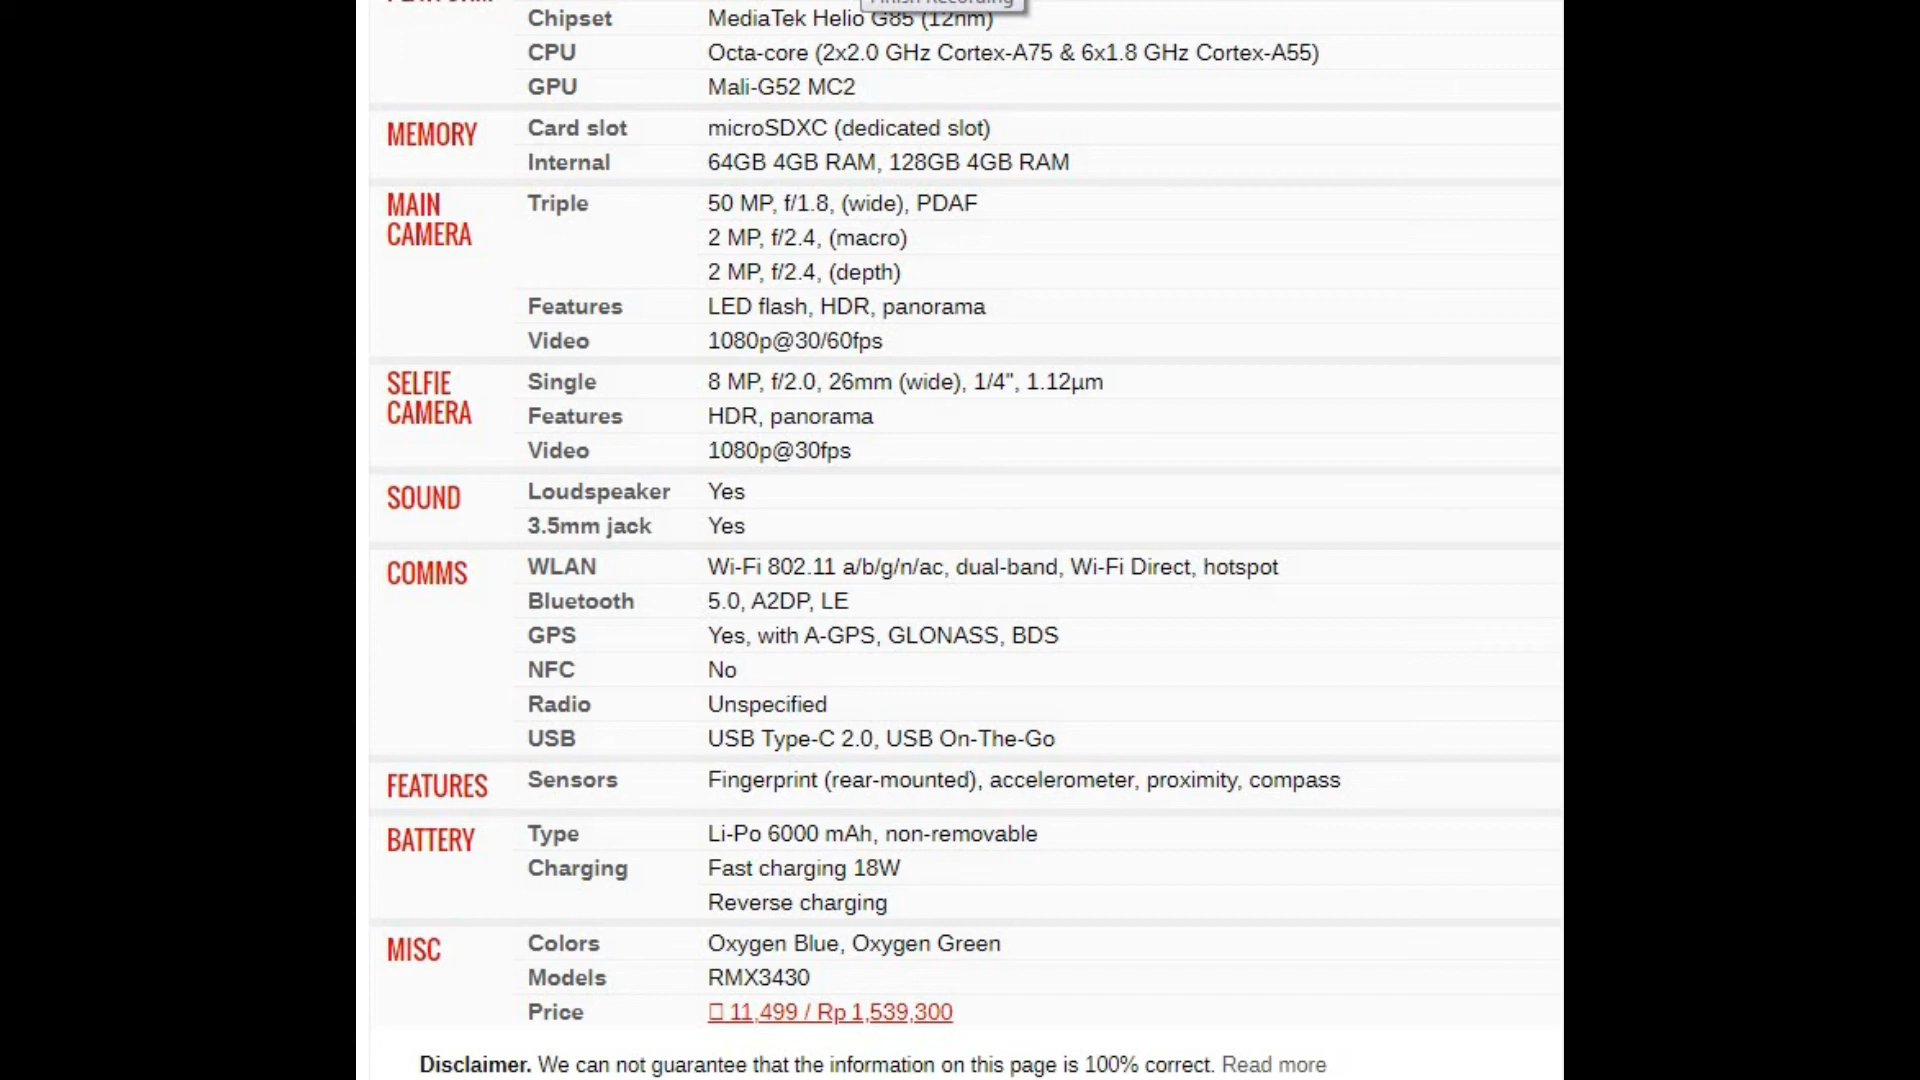 Chipset MediaTek Helio G85 (12nm)
CPU Octa-core (2x2.0 GHz Cortex-A75 & 6x1.8 GHz Cortex-A55)
GPU Mali-G52 MC2
MEMORY Card slot microSDXC (dedicated slot)
Internal 64GB 4GB RAM, 128GB 4GB RAM
MAIN CAMERA Triple 50 MP, f/1.8, (wide), PDAF
2 MP, f/2.4, (macro)
2 MP, f/2.4, (depth)
Features LED flash, HDR, panorama
Video 1080p@30/60fps
SELFIE CAMERA Single 8 MP, f/2.0, 26mm (wide), 1/4", 1.12µm
Features HDR, panorama
Video 1080p@30fps
SOUND Loudspeaker Yes
3.5mm jack Yes
COMMS WLAN Wi-Fi 802.11 a/b/g/n/ac, dual-band, Wi-Fi Direct, hotspot
Bluetooth 5.0, A2DP, LE
GPS Yes, with A-GPS, GLONASS, BDS
NFC No
Radio Unspecified
USB USB Type-C 2.0, USB On-The-Go
FEATURES Sensors Fingerprint (rear-mounted), accelerometer, proximity, compass
BATTERY Type Li-Po 6000 mAh, non-removable
Charging Fast charging 18W
Reverse charging
MISC Colors Oxygen Blue, Oxygen Green
Models RMX3430
Price 11,499 / Rp 1,539,300
Disclaimer. We can not guarantee that the information on this page is 100% correct. Read more